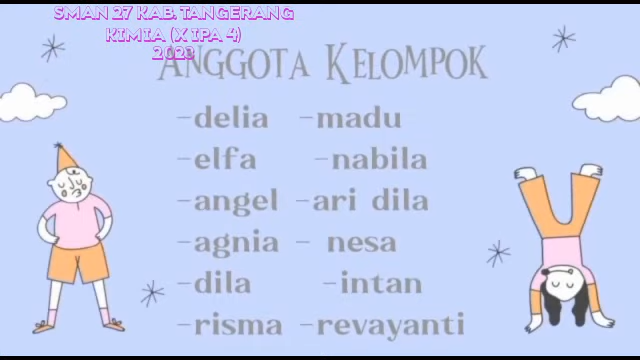 SMAN 27 KAB. TANGERANG
KIMIA (X IPA 4)
2023
ANGGOTA KELOMPOK
-delia -madu
-elfa -nabila
-angel -ari dila
-agnia - nesa
-dila -intan
-risma -revayanti